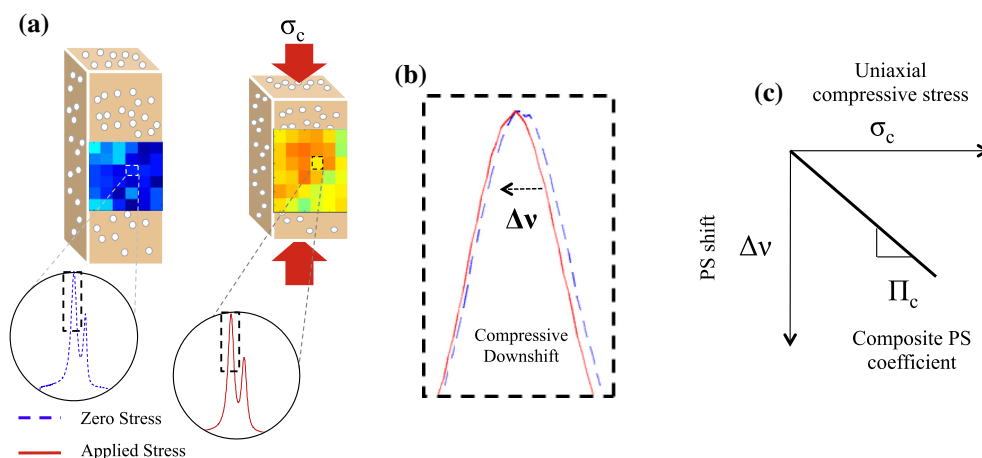 (a)
σc
Zero Stress
Applied Stress
(b)
Δν
Compressive
Downshift
(c)
Uniaxial
compressive stress
σc
PS shift
Δν
Πc
Composite PS
coefficient